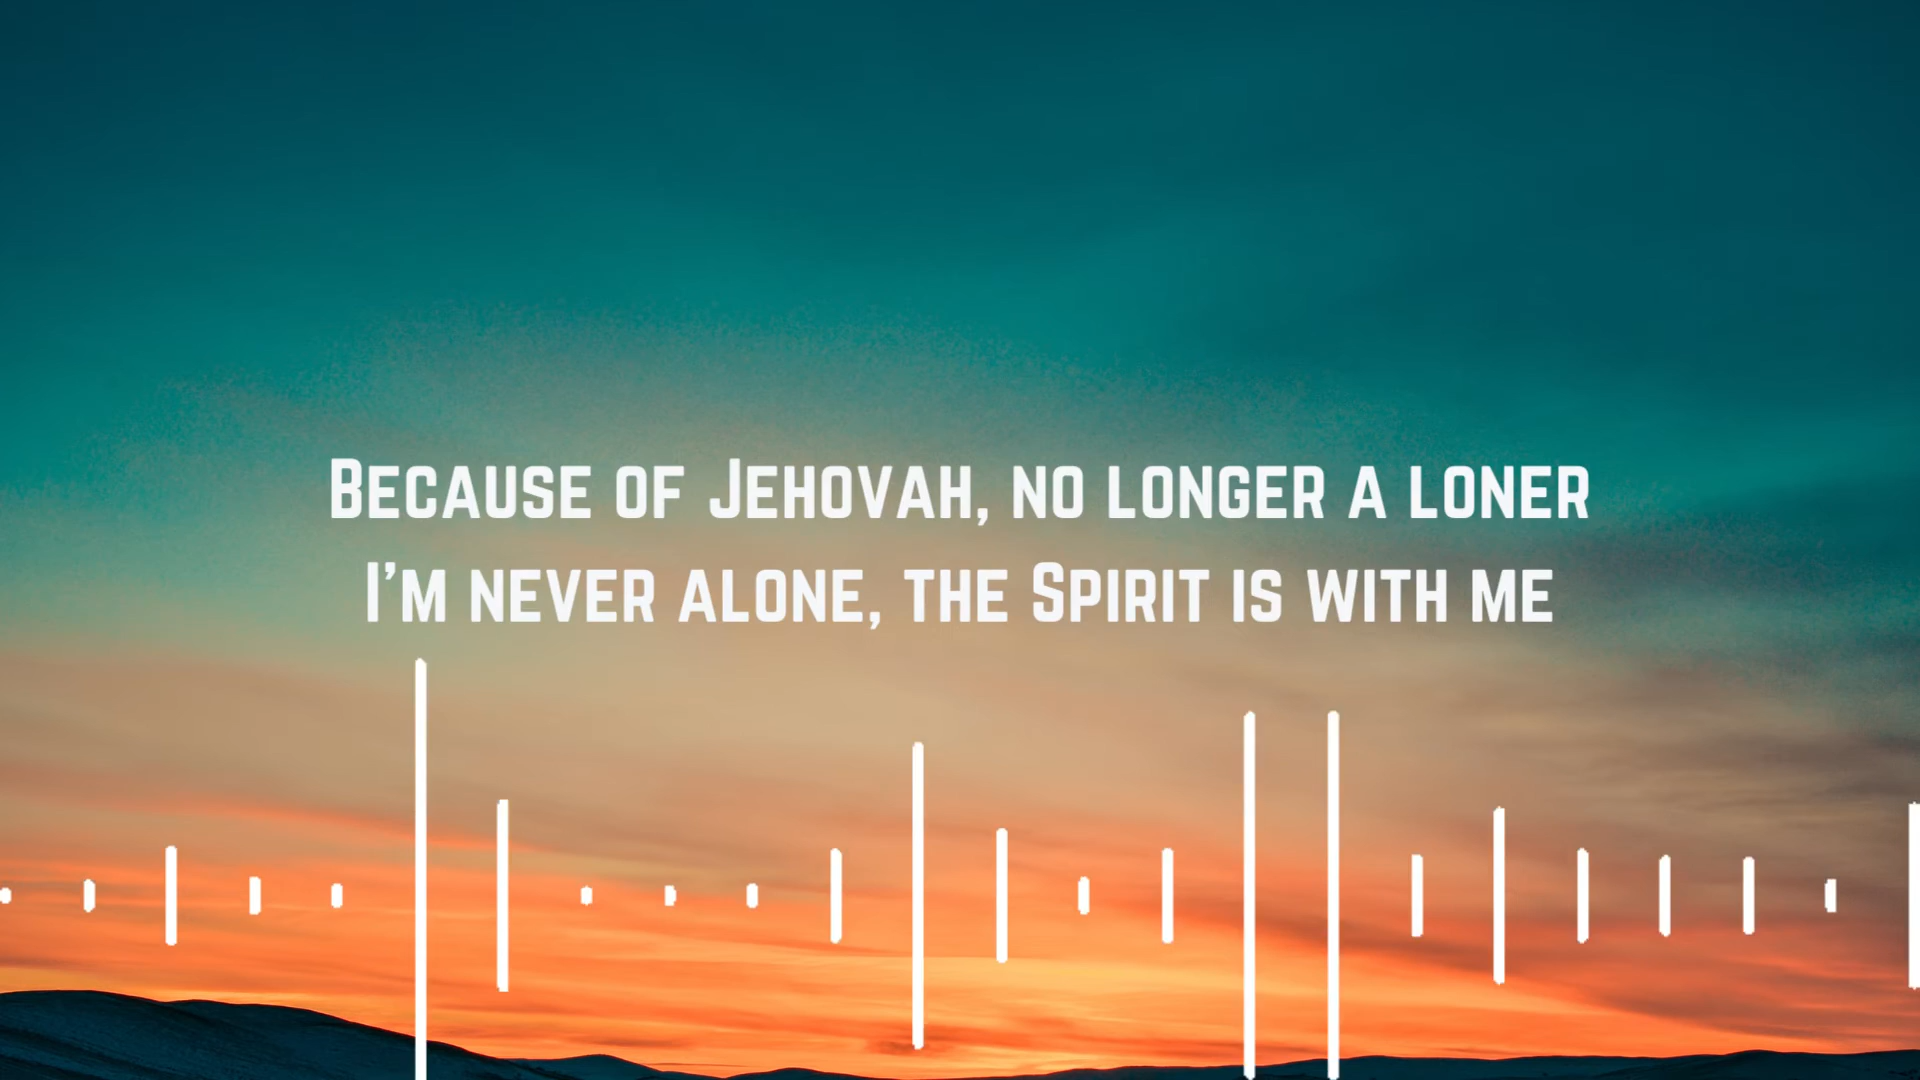 Because of Jehovah, no longer a loner
I'm never alone, the Spirit is with me